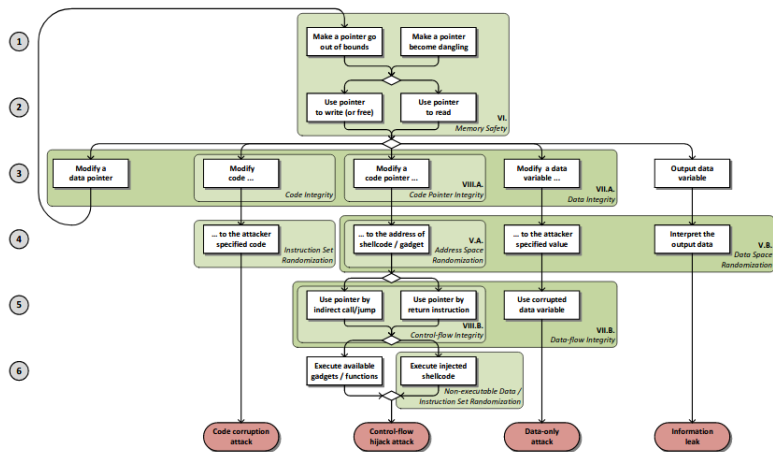 1
Make a pointer go
out of bounds
Make a pointer
become dangling
2
Use pointer
to write (or free)
Use pointer
to read
VI.
Memory Safety
3
Modify a
data pointer
Modify
code ...
Code Integrity
Modify a
code pointer ...
VIII.A.
Code Pointer Integrity
Modify a data
variable ...
VII.A.
Data Integrity
Output data
variable
4
... to the attacker
specified code
Instruction Set
Randomization
... to the address of
shellcode / gadget
V.A.
Address Space
Randomization
... to the attacker
specified value
Interpret the
output data
V.B.
Data Space
Randomization
5
Use pointer by
indirect call/jump
Use pointer by
return instruction
VIII.B.
Control-flow Integrity
Use corrupted
data variable
VII.B.
Data-flow Integrity
6
Execute available
gadgets / functions
Execute injected
shellcode
Non-executable Data /
Instruction Set Randomization
Code corruption
attack
Control-flow
hijack attack
Data-only
attack
Information
leak